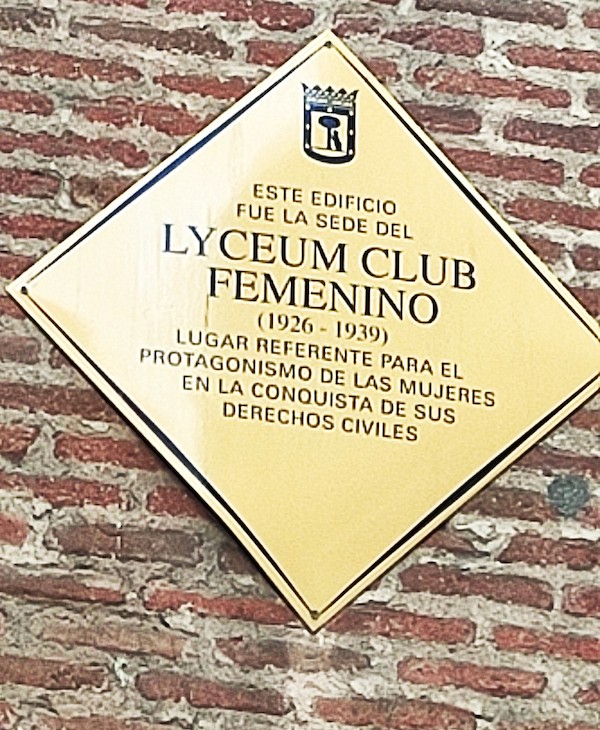 ESTE EDIFICIO
FUE LA SEDE DEL
LYCEUM CLUB
FEMENINO
(1926 - 1939)
LUGAR REFERENTE PARA EL
PROTAGONISMO DE LAS MUJERES
EN LA CONQUISTA DE SUS
DERECHOS CIVILES